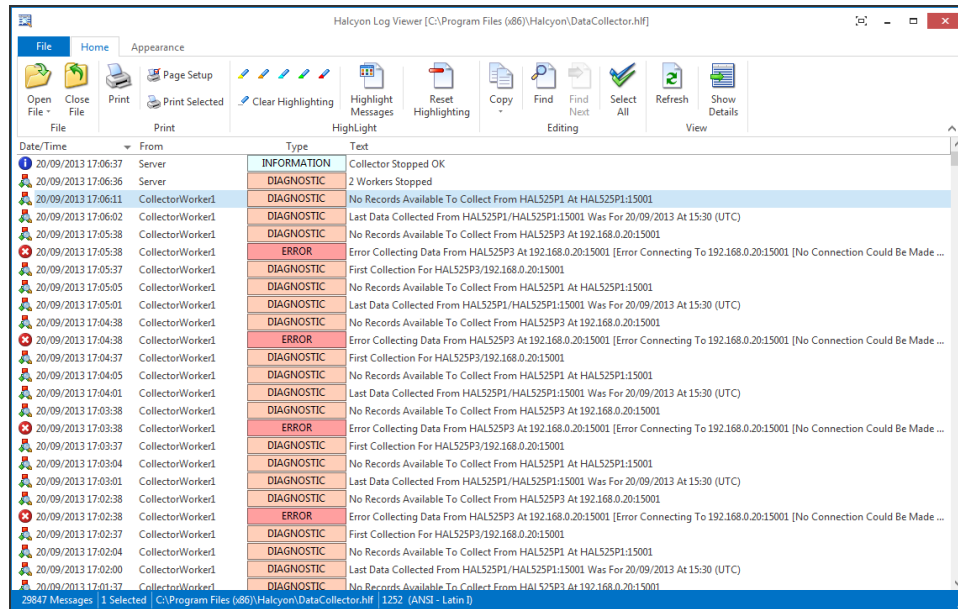 Halcyon Log Viewer [C:\Program Files (x86)\Halcyon\DataCollector.hlf]
File Home Appearance
Open File Close File Print Page Setup Print Selected Clear Highlighting Highlight Messages Reset Highlighting Copy Find Find Next Select All Refresh Show Details
File Print HighLight Editing View
Date/Time From Type Text
20/09/2013 17:06:37 Server INFORMATION Collector Stopped OK
20/09/2013 17:06:36 Server DIAGNOSTIC 2 Workers Stopped
20/09/2013 17:06:11 CollectorWorker1 DIAGNOSTIC No Records Available To Collect From HAL525P1 At HAL525P1:15001
20/09/2013 17:06:02 CollectorWorker1 DIAGNOSTIC Last Data Collected From HAL525P1/HAL525P1:15001 Was For 20/09/2013 At 15:30 (UTC)
20/09/2013 17:05:38 CollectorWorker1 DIAGNOSTIC No Records Available To Collect From HAL525P3 At 192.168.0.20:15001
20/09/2013 17:05:38 CollectorWorker1 ERROR Error Collecting Data From HAL525P3 At 192.168.0.20:15001 [Error Connecting To 192.168.0.20:15001 [No Connection Could Be Made ...
20/09/2013 17:05:37 CollectorWorker1 DIAGNOSTIC First Collection For HAL525P3/192.168.0.20:15001
20/09/2013 17:05:05 CollectorWorker1 DIAGNOSTIC No Records Available To Collect From HAL525P1 At HAL525P1:15001
20/09/2013 17:05:01 CollectorWorker1 DIAGNOSTIC Last Data Collected From HAL525P1/HAL525P1:15001 Was For 20/09/2013 At 15:30 (UTC)
20/09/2013 17:04:38 CollectorWorker1 DIAGNOSTIC No Records Available To Collect From HAL525P3 At 192.168.0.20:15001
20/09/2013 17:04:38 CollectorWorker1 ERROR Error Collecting Data From HAL525P3 At 192.168.0.20:15001 [Error Connecting To 192.168.0.20:15001 [No Connection Could Be Made ...
20/09/2013 17:04:37 CollectorWorker1 DIAGNOSTIC First Collection For HAL525P3/192.168.0.20:15001
20/09/2013 17:04:05 CollectorWorker1 DIAGNOSTIC No Records Available To Collect From HAL525P1 At HAL525P1:15001
20/09/2013 17:04:01 CollectorWorker1 DIAGNOSTIC Last Data Collected From HAL525P1/HAL525P1:15001 Was For 20/09/2013 At 15:30 (UTC)
20/09/2013 17:03:38 CollectorWorker1 DIAGNOSTIC No Records Available To Collect From HAL525P3 At 192.168.0.20:15001
20/09/2013 17:03:38 CollectorWorker1 ERROR Error Collecting Data From HAL525P3 At 192.168.0.20:15001 [Error Connecting To 192.168.0.20:15001 [No Connection Could Be Made ...
20/09/2013 17:03:37 CollectorWorker1 DIAGNOSTIC First Collection For HAL525P3/192.168.0.20:15001
20/09/2013 17:03:04 CollectorWorker1 DIAGNOSTIC No Records Available To Collect From HAL525P1 At HAL525P1:15001
20/09/2013 17:03:01 CollectorWorker1 DIAGNOSTIC Last Data Collected From HAL525P1/HAL525P1:15001 Was For 20/09/2013 At 15:30 (UTC)
20/09/2013 17:02:38 CollectorWorker1 DIAGNOSTIC No Records Available To Collect From HAL525P3 At 192.168.0.20:15001
20/09/2013 17:02:38 CollectorWorker1 ERROR Error Collecting Data From HAL525P3 At 192.168.0.20:15001 [Error Connecting To 192.168.0.20:15001 [No Connection Could Be Made ...
20/09/2013 17:02:37 CollectorWorker1 DIAGNOSTIC First Collection For HAL525P3/192.168.0.20:15001
20/09/2013 17:02:04 CollectorWorker1 DIAGNOSTIC No Records Available To Collect From HAL525P1 At HAL525P1:15001
20/09/2013 17:02:00 CollectorWorker1 DIAGNOSTIC Last Data Collected From HAL525P1/HAL525P1:15001 Was For 20/09/2013 At 15:30 (UTC)
20/09/2013 17:01:37 CollectorWorker1 DIAGNOSTIC No Records Available To Collect From HAL525P3 At 192.168.0.20:15001
29847 Messages 1 Selected C:\Program Files (x86)\Halcyon\DataCollector.hlf 1252 (ANSI - Latin I)